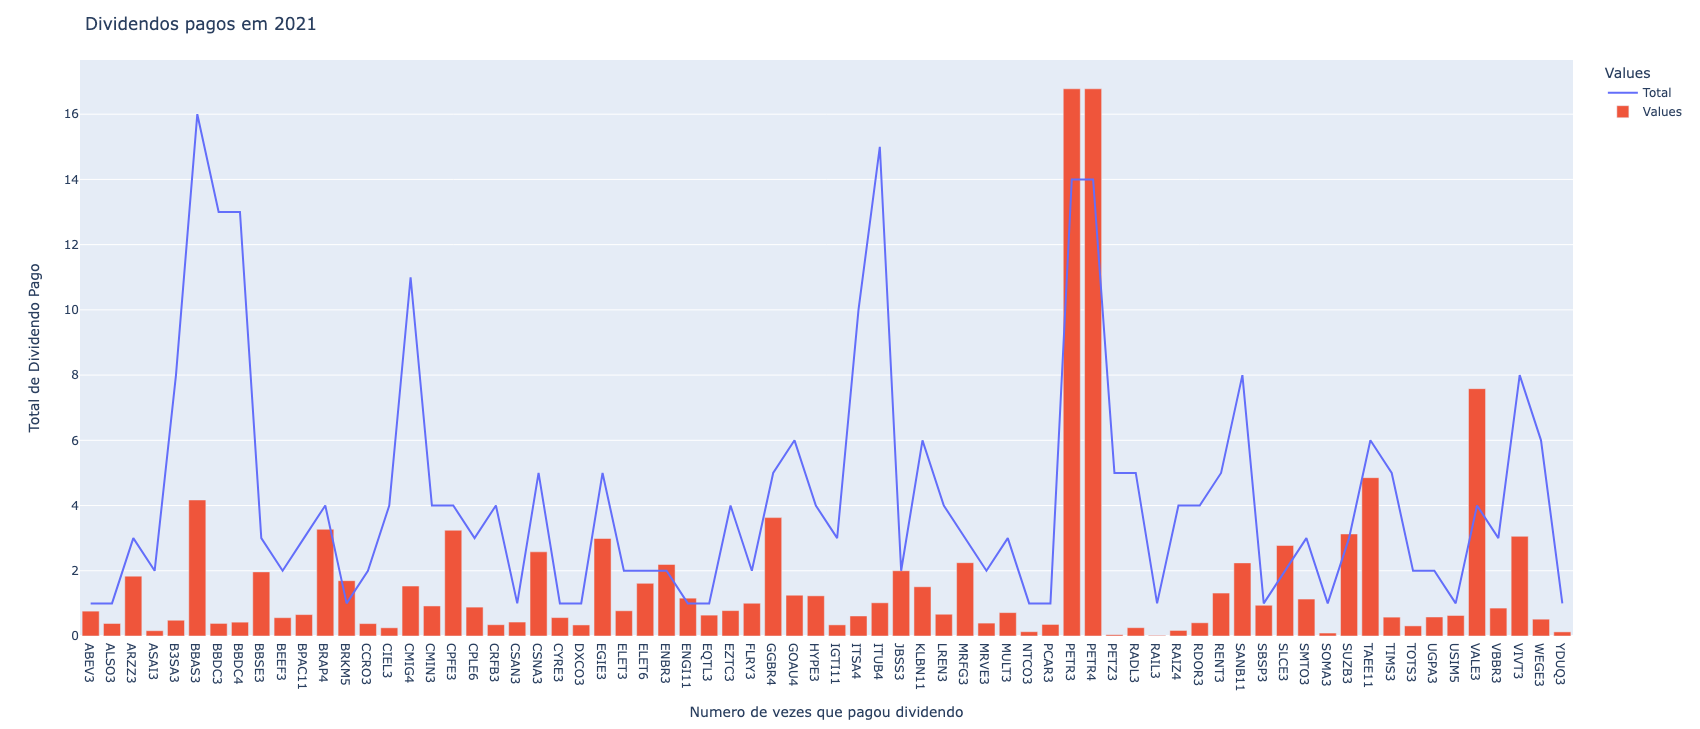 Dividendos pagos em 2021
Values
Total
Values
Total de Dividendo Pago
16
14
12
10
8
6
4
2
0
ABEV3
ALSO3
ARZZ3
ASAI3
B3SA3
BBAS3
BBDC3
BBDC4
BBSE3
BEEF3
BPAC11
BRAP4
BRKM5
CCRO3
CIEL3
CMIG4
CMIN3
CPFE3
CPLE6
CRFB3
CSAN3
CSNA3
CYRE3
DXCO3
EGIE3
ELET3
ELET6
ENBR3
ENGI11
EQTL3
EZTC3
FLRY3
GGBR4
GOAU4
HYPE3
IGTI11
ITSA4
ITUB4
JBSS3
KLBN11
LREN3
MRFG3
MRVE3
MULT3
NTCO3
PCAR3
PETR3
PETR4
PETZ3
RADL3
RAIL3
RAIZ4
RDOR3
RENT3
SANB11
SBSP3
SLCE3
SMTO3
SOMA3
SUZB3
TAEE11
TIMS3
TOTS3
UGPA3
USIM5
VALE3
VBBR3
VIVT3
WEGE3
YDUQ3
Numero de vezes que pagou dividendo